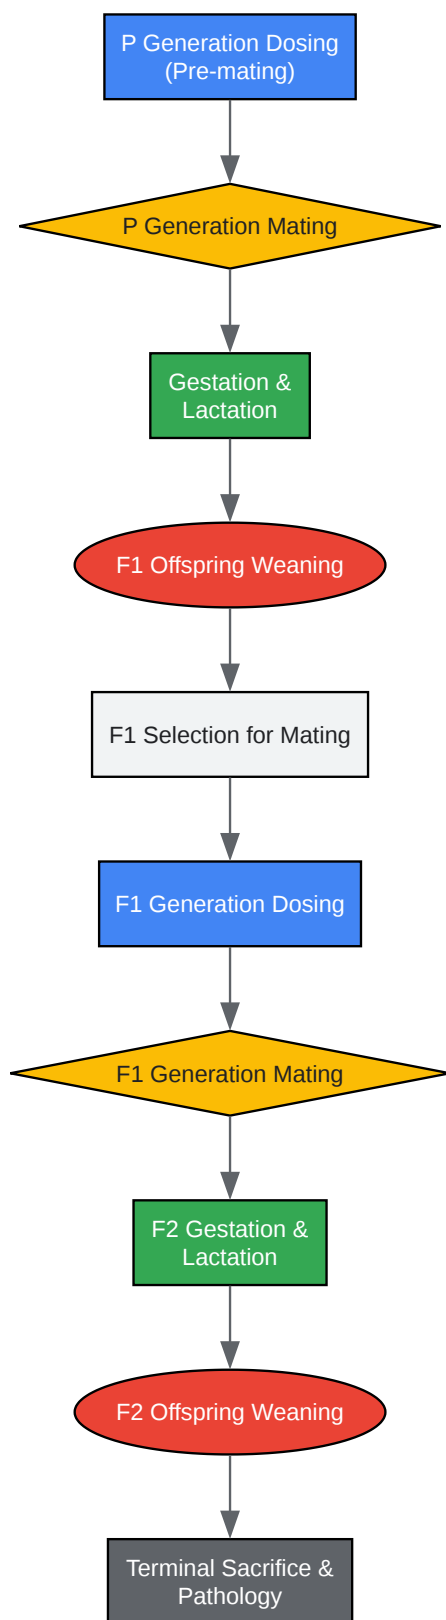 P Generation Dosing
(Pre-mating)
P Generation Mating
Gestation &
Lactation
F1 Offspring Weaning
F1 Selection for Mating
F1 Generation Dosing
F1 Generation Mating
F2 Gestation &
Lactation
F2 Offspring Weaning
Terminal Sacrifice &
Pathology